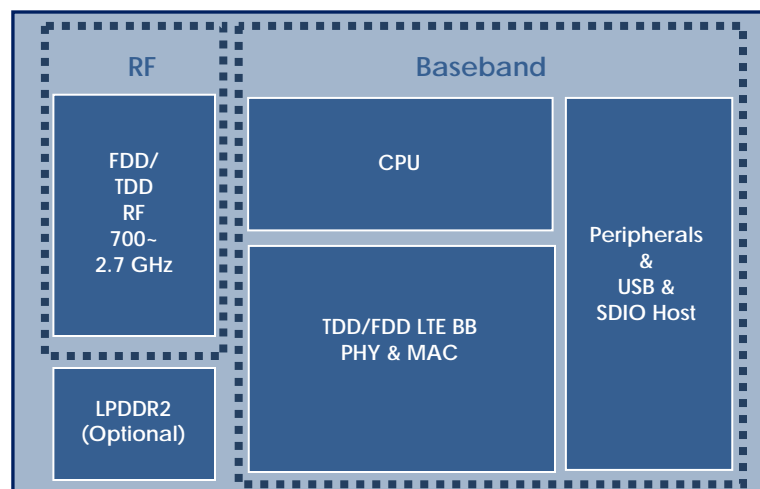 RF
FDD/
TDD
RF
700~
2.7 GHz
LPDDR2
(Optional)
Baseband
CPU
TDD/FDD LTE BB
PHY & MAC
Peripherals
&
USB &
SDIO Host